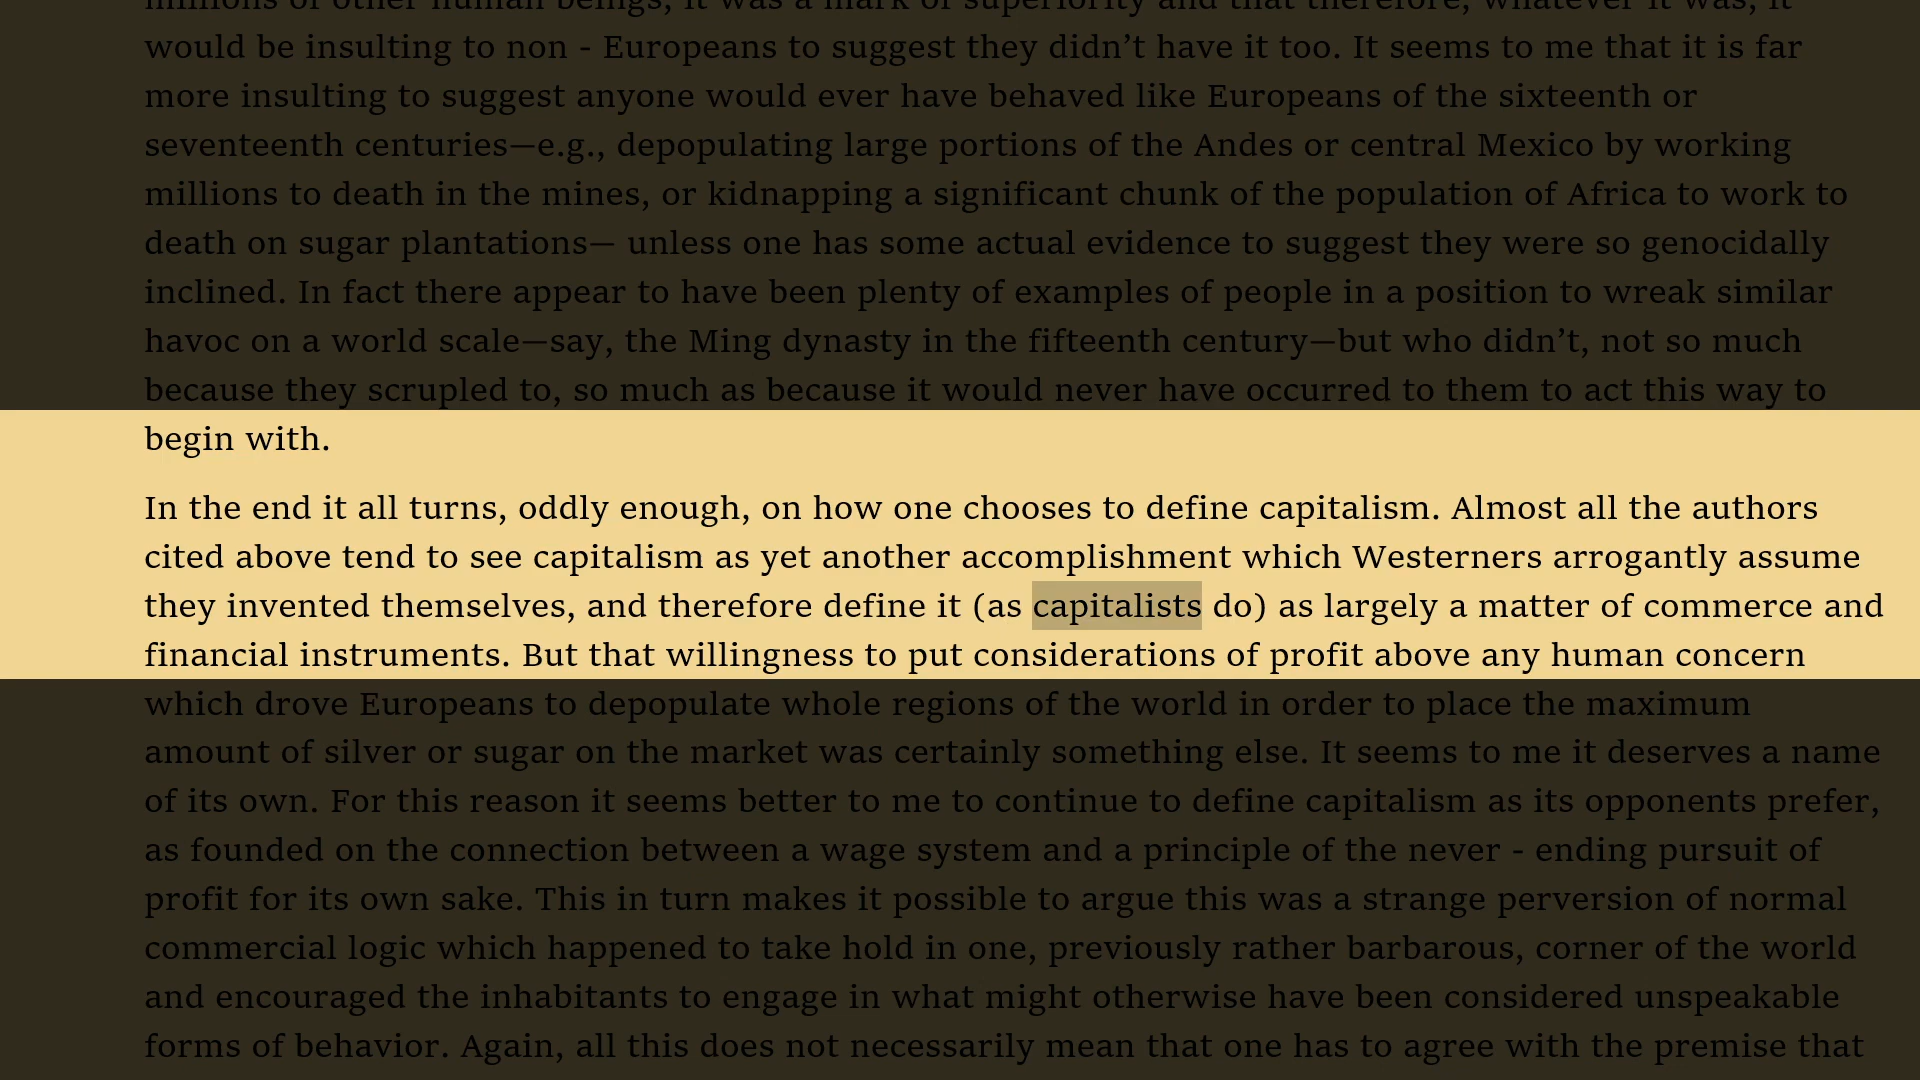 millions of other human beings, it was a mark of superiority and that therefore, whatever it was, it
would be insulting to non - Europeans to suggest they didn’t have it too. It seems to me that it is far
more insulting to suggest anyone would ever have behaved like Europeans of the sixteenth or
seventeenth centuries—e.g., depopulating large portions of the Andes or central Mexico by working
millions to death in the mines, or kidnapping a significant chunk of the population of Africa to work to
death on sugar plantations— unless one has some actual evidence to suggest they were so genocidally
inclined. In fact there appear to have been plenty of examples of people in a position to wreak similar
havoc on a world scale—say, the Ming dynasty in the fifteenth century—but who didn’t, not so much
because they scrupled to, so much as because it would never have occurred to them to act this way to
begin with.
In the end it all turns, oddly enough, on how one chooses to define capitalism. Almost all the authors
cited above tend to see capitalism as yet another accomplishment which Westerners arrogantly assume
they invented themselves, and therefore define it (as capitalists do) as largely a matter of commerce and
financial instruments. But that willingness to put considerations of profit above any human concern
which drove Europeans to depopulate whole regions of the world in order to place the maximum
amount of silver or sugar on the market was certainly something else. It seems to me it deserves a name
of its own. For this reason it seems better to me to continue to define capitalism as its opponents prefer,
as founded on the connection between a wage system and a principle of the never - ending pursuit of
profit for its own sake. This in turn makes it possible to argue this was a strange perversion of normal
commercial logic which happened to take hold in one, previously rather barbarous, corner of the world
and encouraged the inhabitants to engage in what might otherwise have been considered unspeakable
forms of behavior. Again, all this does not necessarily mean that one has to agree with the premise that